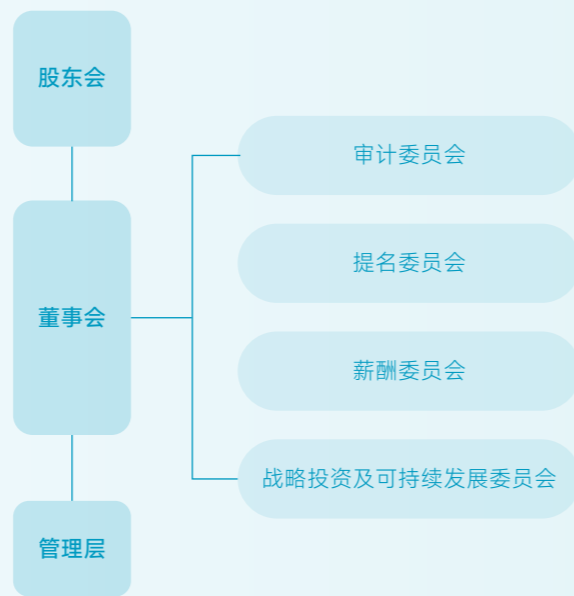 股东会
审计委员会
提名委员会
董事会
薪酬委员会
战略投资及可持续发展委员会
管理层